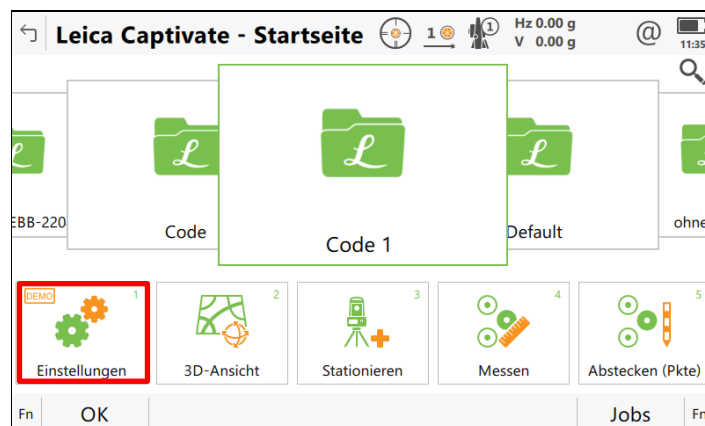 Leica Captivate - Startseite
1
1
Hz 0.00 g
V 0.00 g
@
11:35
EBB-220
Code
Code 1
Default
ohne
DEMO
1
Einstellungen
2
3D-Ansicht
3
Stationieren
4
Messen
5
Abstecken (Pkte)
Fn
OK
Jobs
Fn